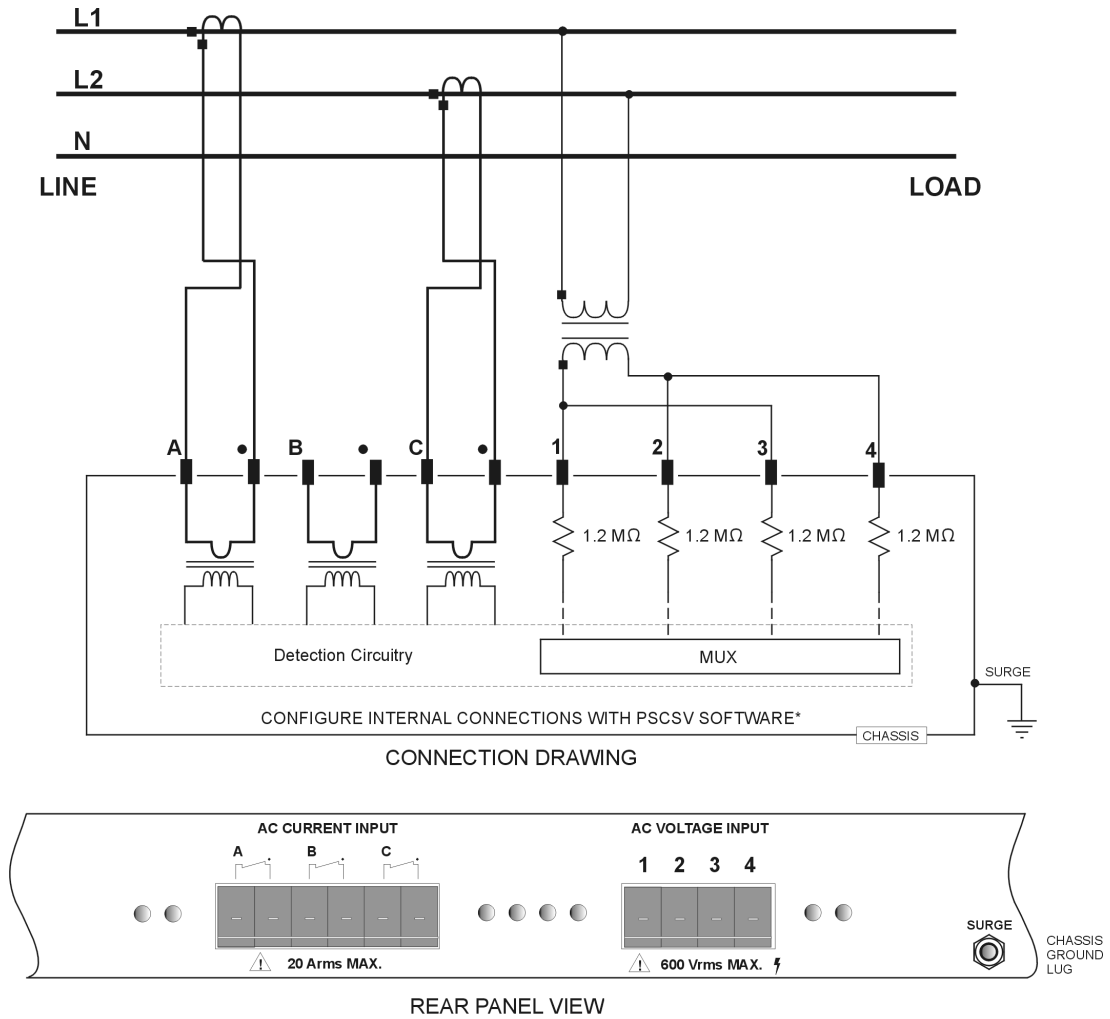 L1
L2
N
LINE LOAD
A B C 1 2 3 4
1.2 MΩ 1.2 MΩ 1.2 MΩ 1.2 MΩ
Detection Circuitry MUX
SURGE
CONFIGURE INTERNAL CONNECTIONS WITH PSCSV SOFTWARE*
CHASSIS
CONNECTION DRAWING
AC CURRENT INPUT AC VOLTAGE INPUT
A B C 1 2 3 4
SURGE
CHASSIS
GROUND
LUG
20 Arms MAX. 600 Vrms MAX.
REAR PANEL VIEW